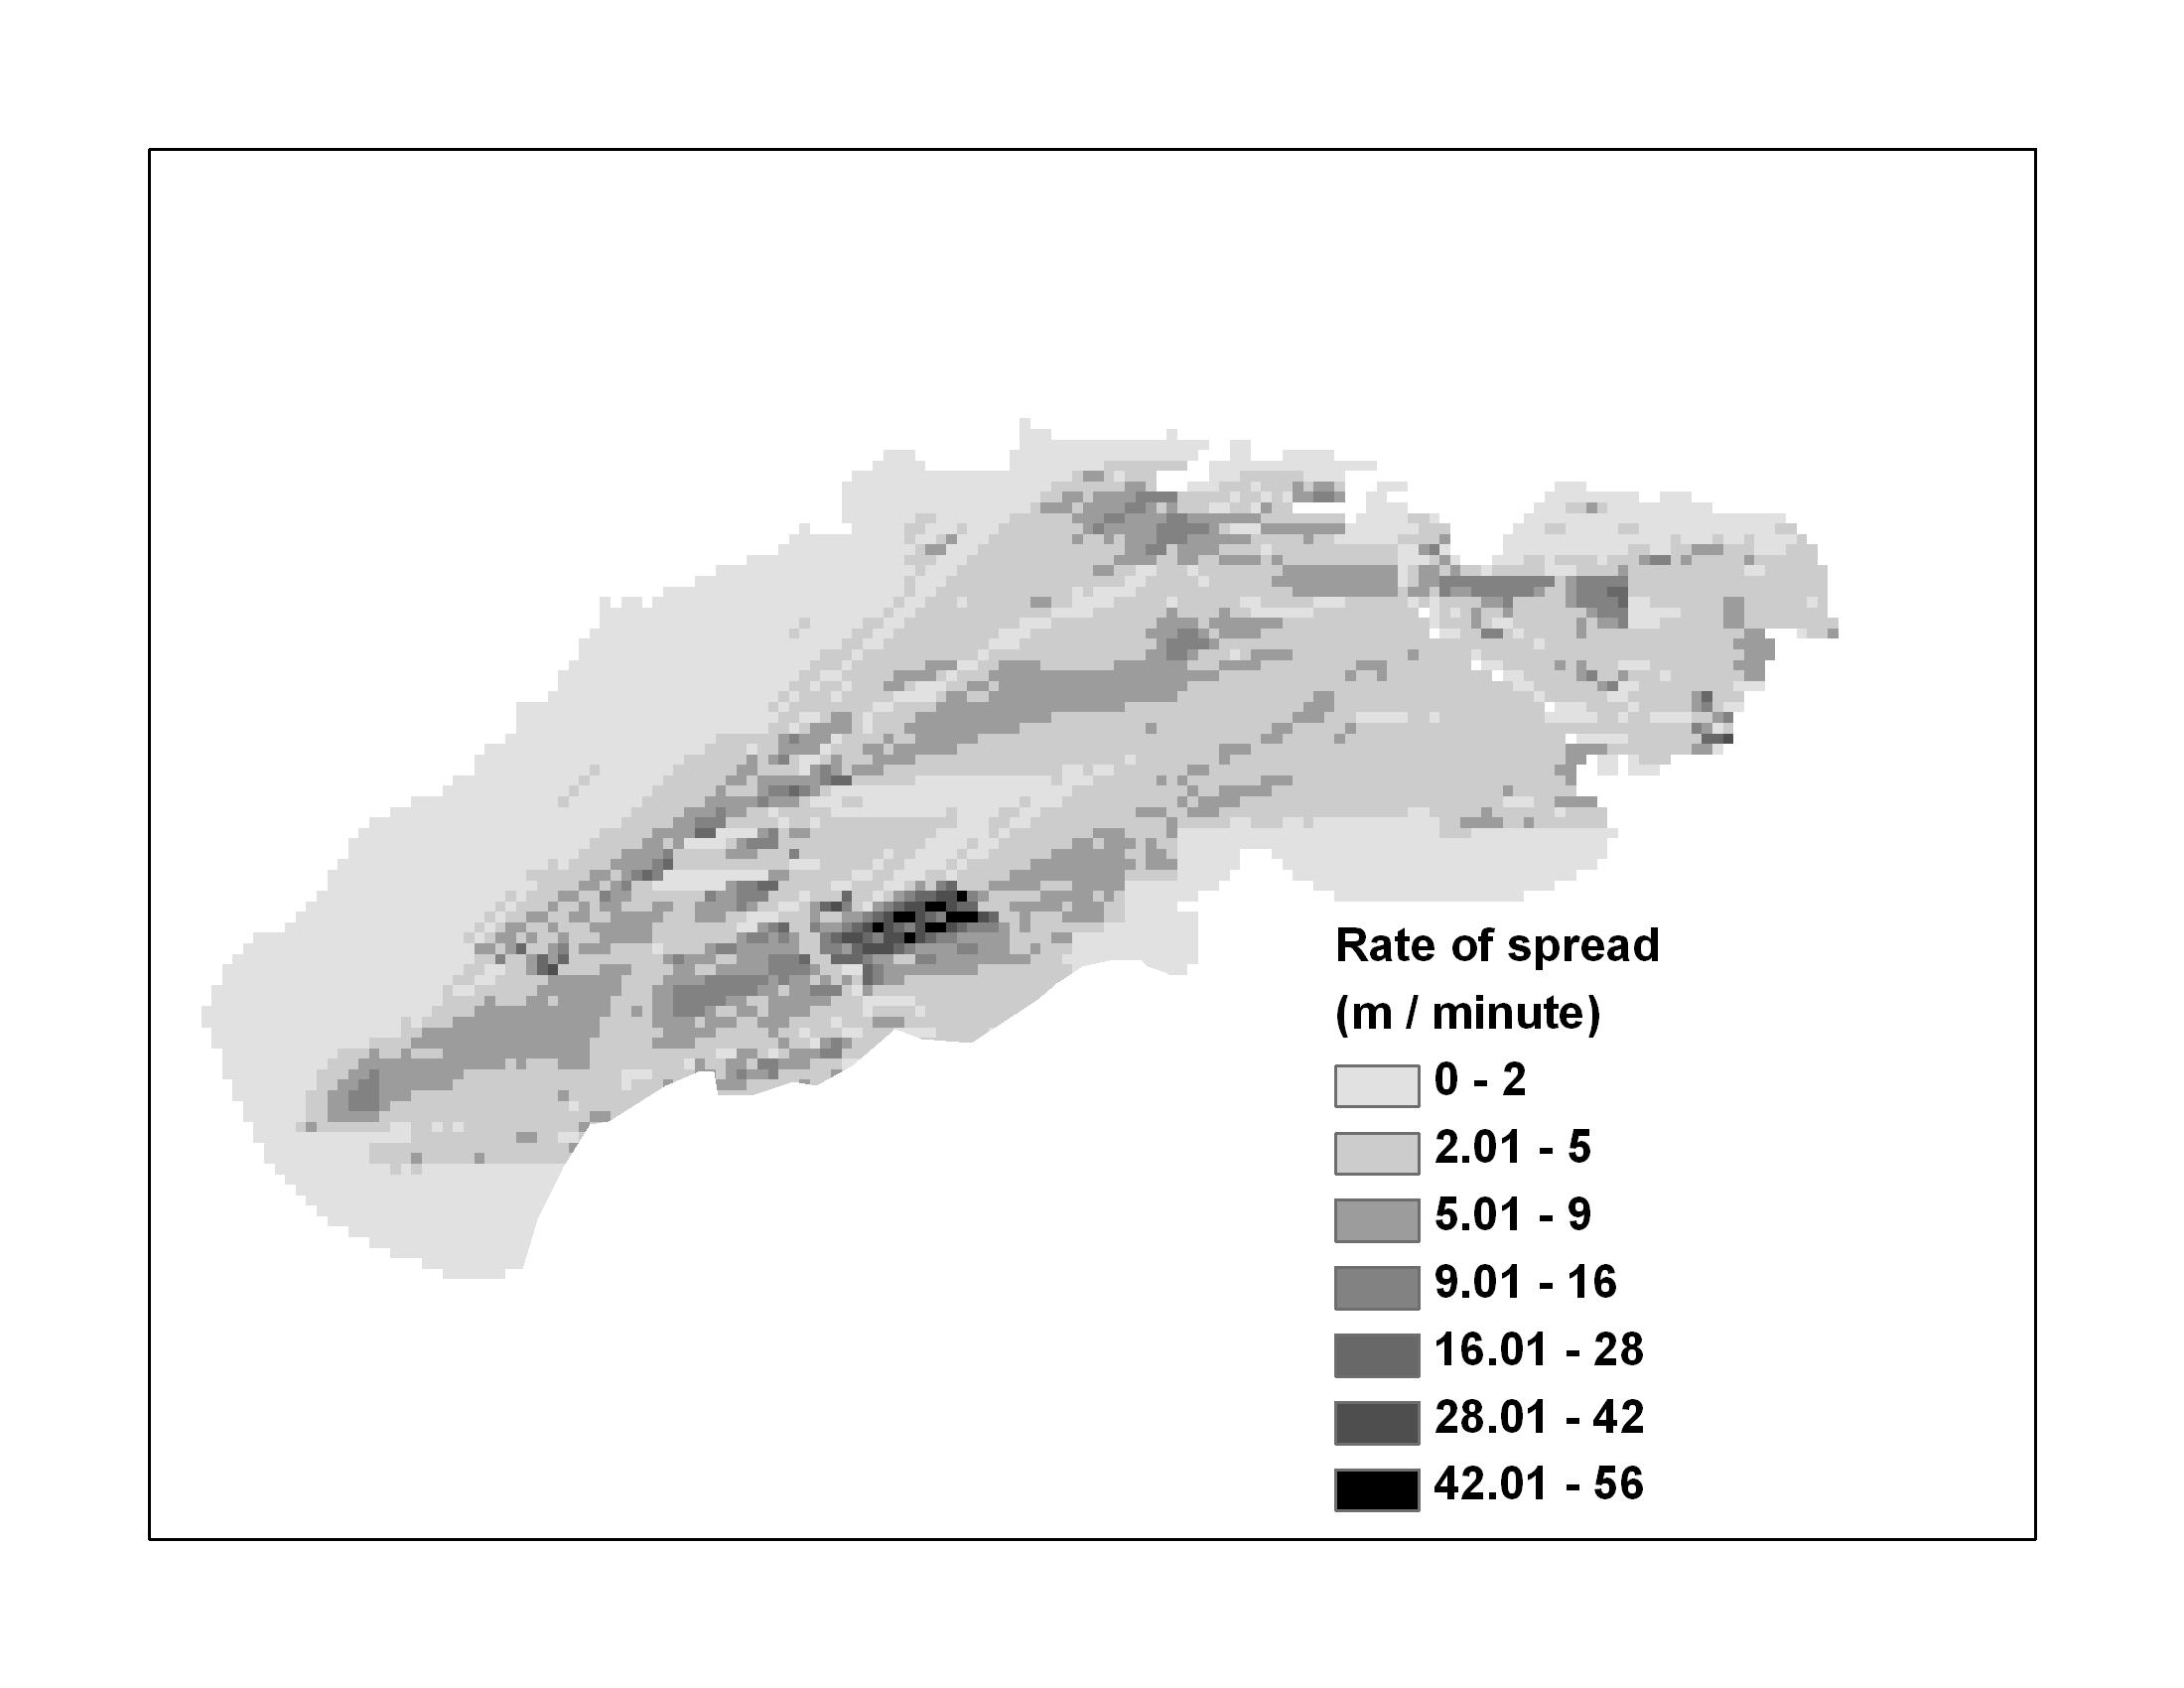 Rate of spread
(m / minute)
0 - 2
2.01 - 5
5.01 - 9
9.01 - 16
16.01 - 28
28.01 - 42
42.01 - 56